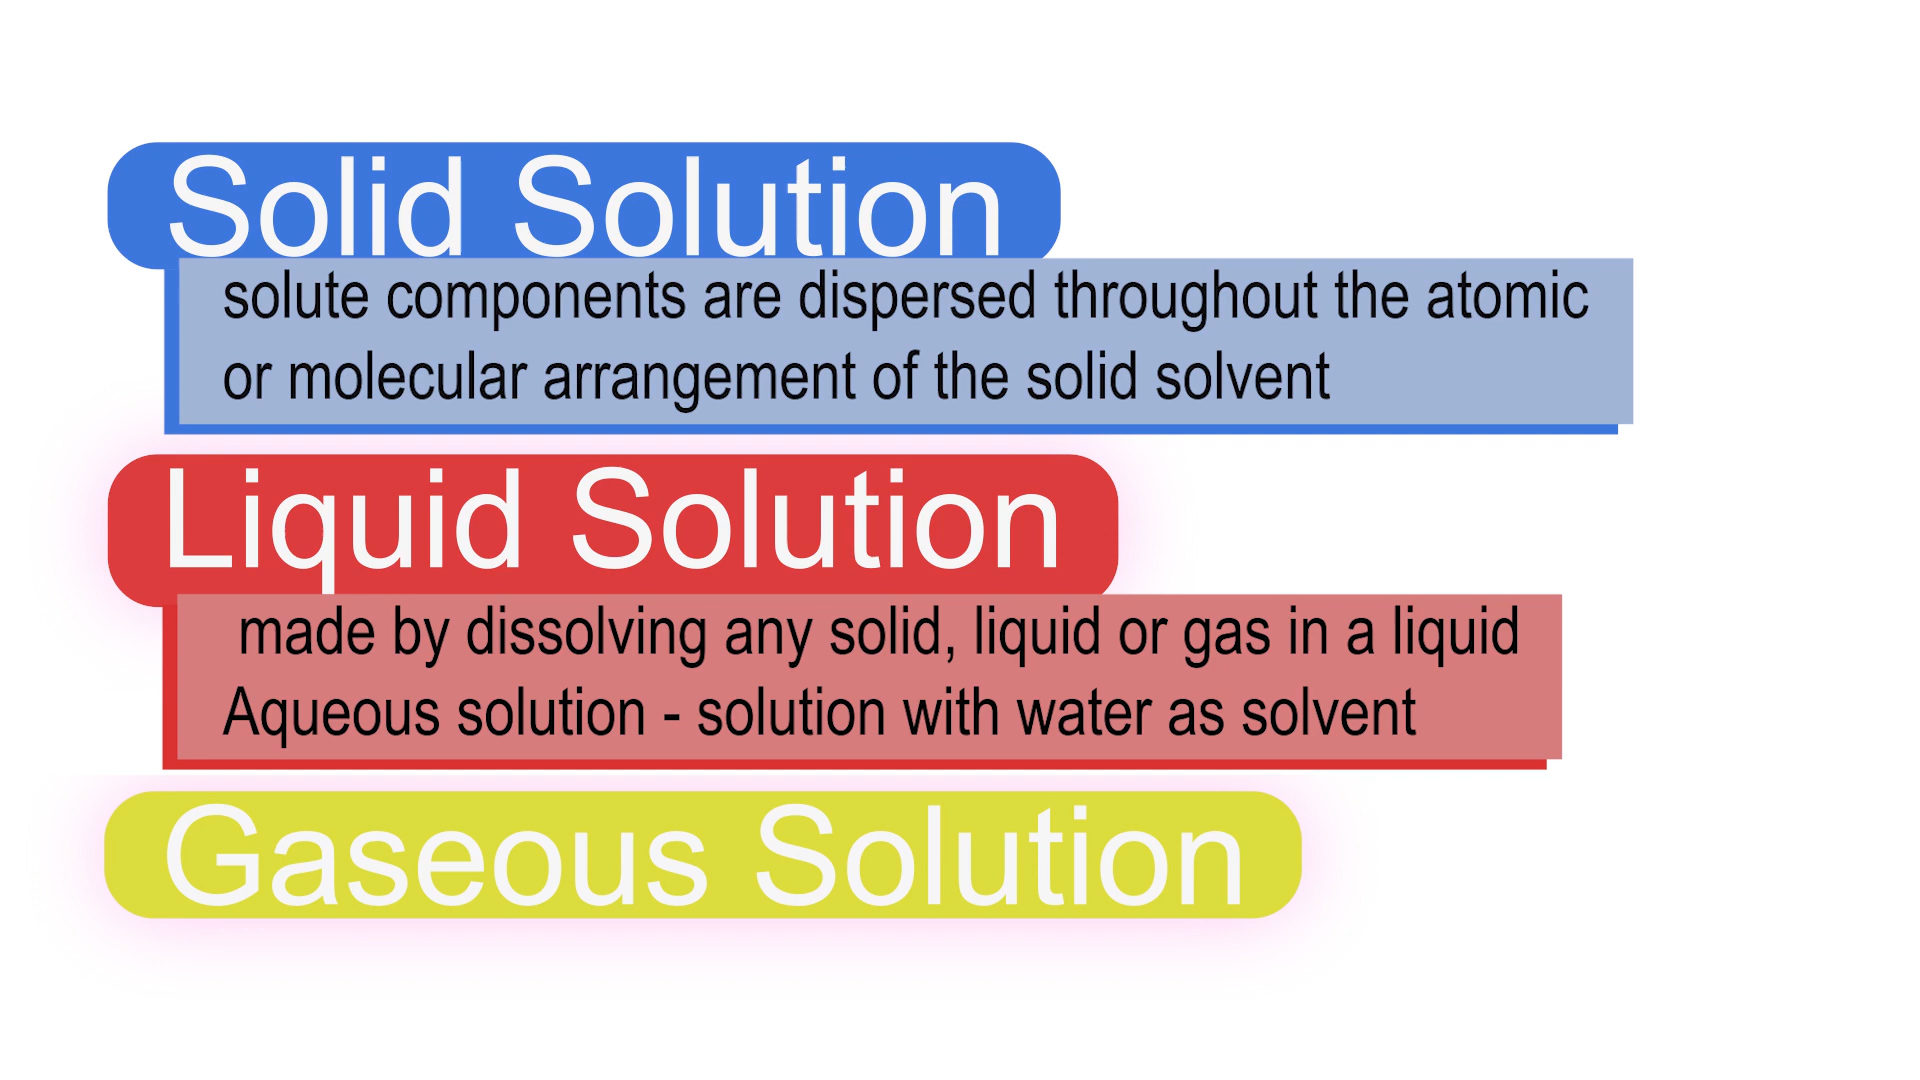 Solid Solution
solute components are dispersed throughout the atomic
or molecular arrangement of the solid solvent
Liquid Solution
made by dissolving any solid, liquid or gas in a liquid
Aqueous solution - solution with water as solvent
Gaseous Solution